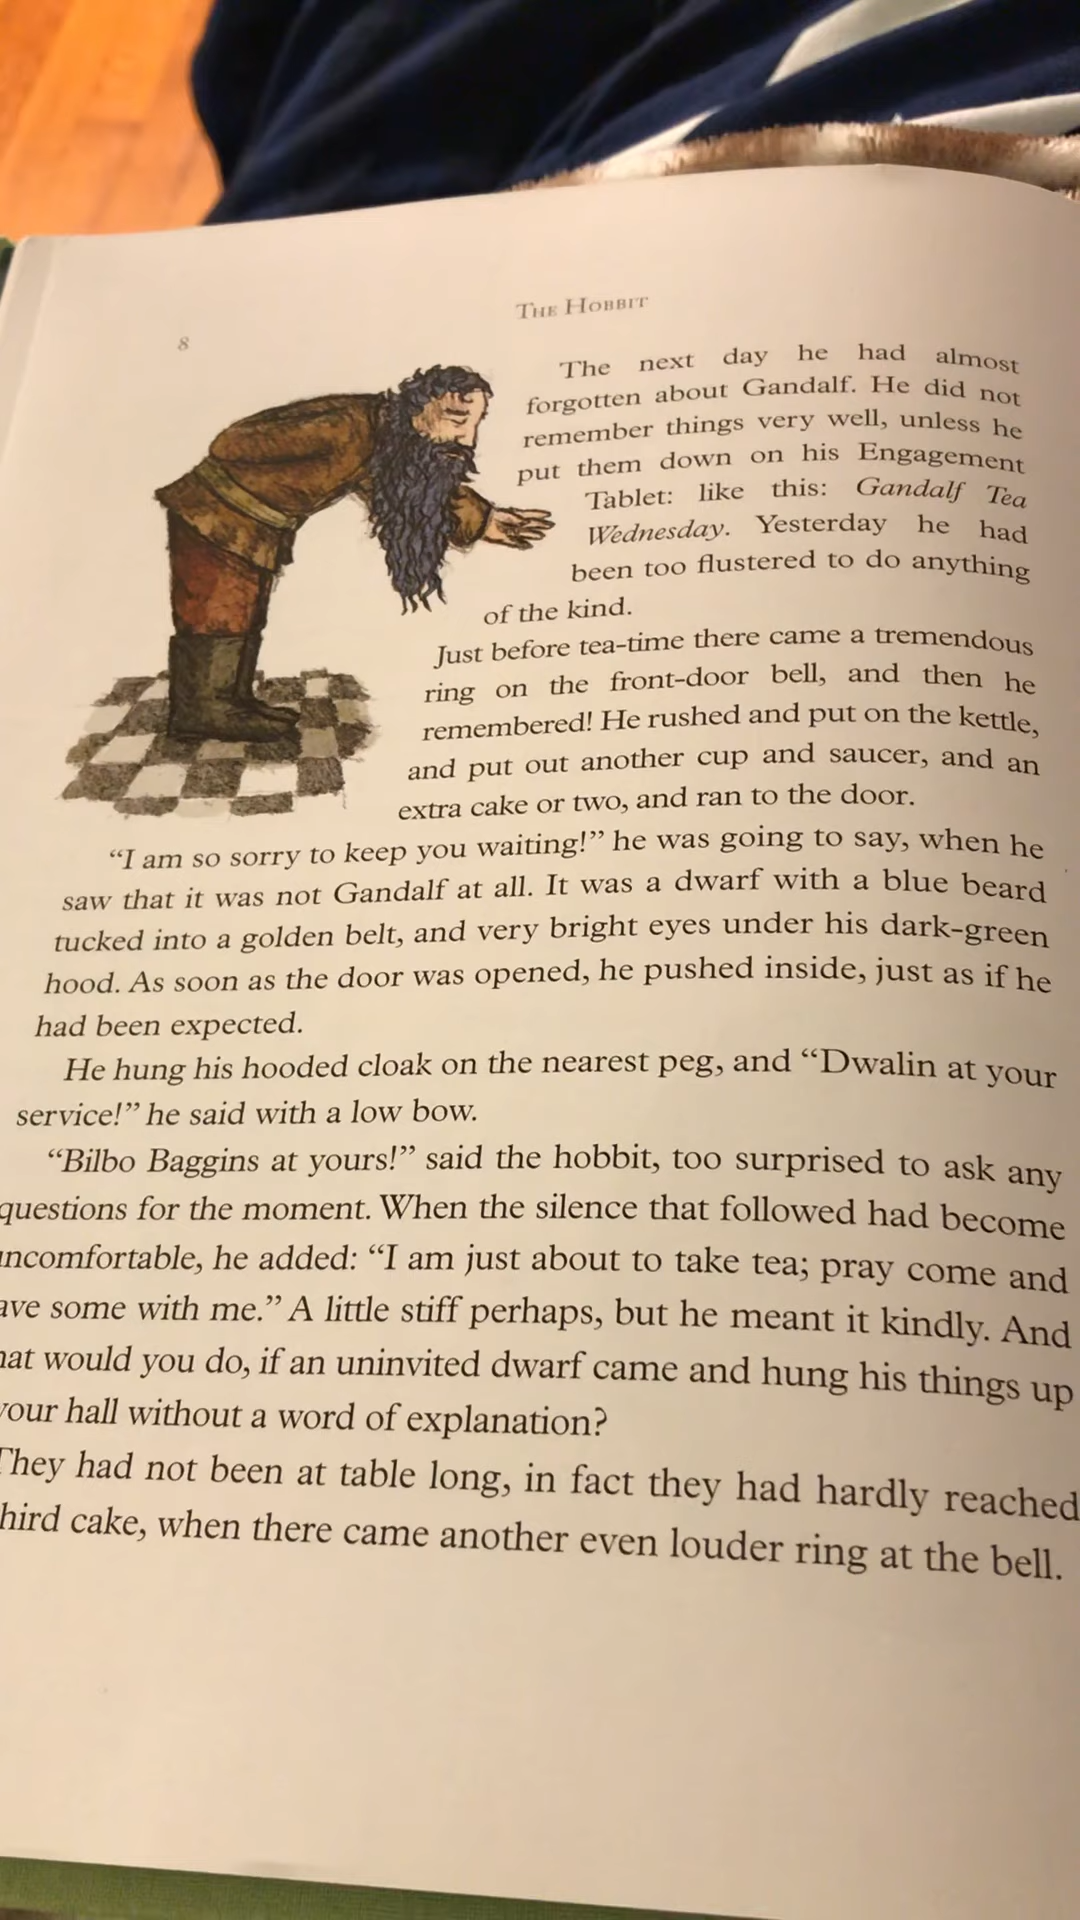 The Hobbit
8
The next day he had almost
forgotten about Gandalf. He did not
remember things very well, unless he
put them down on his Engagement
Tablet: like this: Gandalf Tea
Wednesday. Yesterday he had
been too flustered to do anything
of the kind.
Just before tea-time there came a tremendous
ring on the front-door bell, and then he
remembered! He rushed and put on the kettle,
and put out another cup and saucer, and an
extra cake or two, and ran to the door.
“I am so sorry to keep you waiting!” he was going to say, when he
saw that it was not Gandalf at all. It was a dwarf with a blue beard
tucked into a golden belt, and very bright eyes under his dark-green
hood. As soon as the door was opened, he pushed inside, just as if he
had been expected.
He hung his hooded cloak on the nearest peg, and “Dwalin at your
service!” he said with a low bow.
“Bilbo Baggins at yours!” said the hobbit, too surprised to ask any
questions for the moment. When the silence that followed had become
ncomfortable, he added: “I am just about to take tea; pray come and
ave some with me.” A little stiff perhaps, but he meant it kindly. And
hat would you do, if an uninvited dwarf came and hung his things up
your hall without a word of explanation?
They had not been at table long, in fact they had hardly reached
hird cake, when there came another even louder ring at the bell.